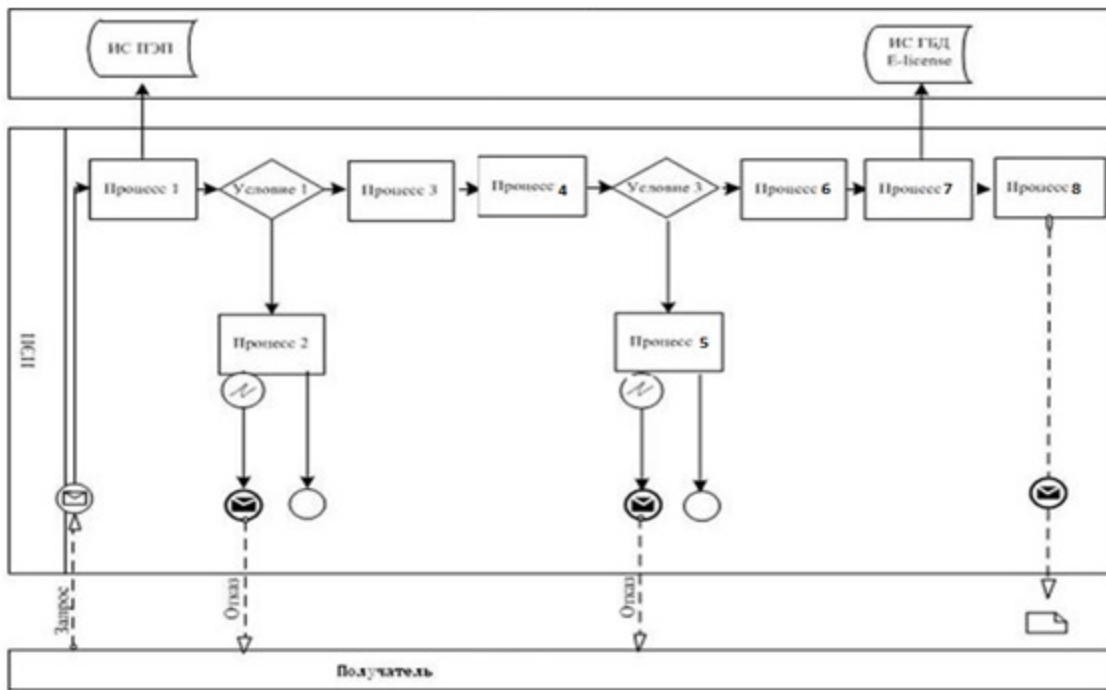 ИС ПЭП
ИС ГБД
E-license
Процесс 1
Условие 1
Процесс 3
Процесс 4
Условие 3
Процесс 6
Процесс 7
Процесс 8
Процесс 2
Процесс 5
Запрос
Отказ
Отказ
Получатель